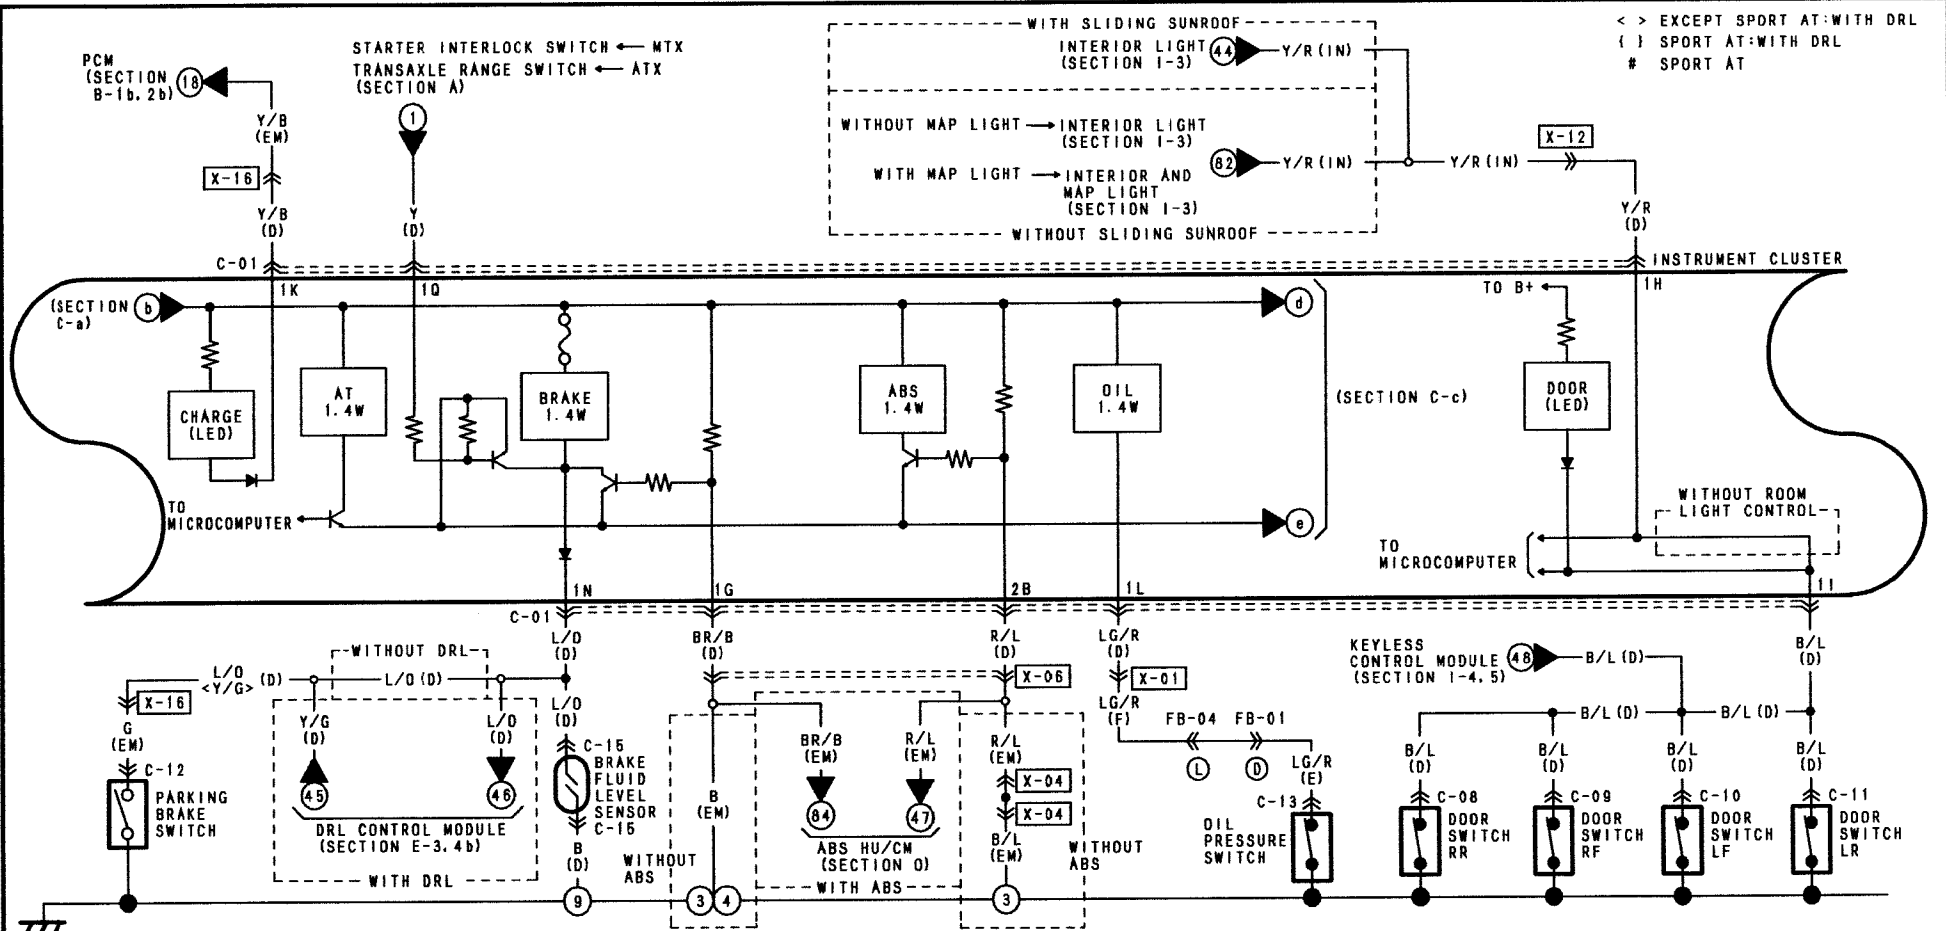 WITH SLIDING SUNROOF
< > EXCEPT SPORT AT:WITH DRL
{ } SPORT AT:WITH DRL
# SPORT AT
PCM
(SECTION
B-1b.2b)
18
STARTER INTERLOCK SWITCH ← MTX
TRANSAXLE RANGE SWITCH ← ATX
(SECTION A)
1
INTERIOR LIGHT
(SECTION I-3)
44
Y/R(IN)
WITHOUT MAP LIGHT → INTERIOR LIGHT
(SECTION I-3)
WITH MAP LIGHT → INTERIOR AND
MAP LIGHT
(SECTION I-3)
82
Y/R(IN)
Y/R(IN)
X-12
WITHOUT SLIDING SUNROOF
Y/B
(EM)
X-16
Y/B
(D)
Y
(D)
Y/R
(D)
C-01
INSTRUMENT CLUSTER
1K
1Q
1H
(SECTION
C-a)
b
d
TO B+
CHARGE
(LED)
AT
1.4W
BRAKE
1.4W
ABS
1.4W
OIL
1.4W
(SECTION C-c)
DOOR
(LED)
TO
MICROCOMPUTER
e
WITHOUT ROOM
LIGHT CONTROL
TO
MICROCOMPUTER
1N
1G
2B
1L
1I
C-01
L/O
(D)
BR/B
(D)
R/L
(D)
LG/R
(D)
B/L
(D)
WITHOUT DRL
L/O
<Y/G>
(D)
L/O(D)
X-16
G
(EM)
C-12
PARKING
BRAKE
SWITCH
Y/G
(D)
L/O
(D)
45
46
DRL CONTROL MODULE
(SECTION E-3.4b)
WITH DRL
L/O
(D)
C-15
BRAKE
FLUID
LEVEL
SENSOR
C-15
B
(D)
9
WITHOUT
ABS
B
(EM)
3
4
X-06
BR/B
(EM)
R/L
(EM)
84
47
ABS HU/CM
(SECTION O)
WITH ABS
R/L
(EM)
X-04
X-04
B/L
(EM)
3
WITHOUT
ABS
X-01
LG/R
(F)
FB-04
FB-01
L
D
LG/R
(E)
C-13
OIL
PRESSURE
SWITCH
KEYLESS
CONTROL MODULE
(SECTION I-4.5)
48
B/L(D)
B/L(D)
B/L(D)
B/L
(D)
B/L
(D)
B/L
(D)
B/L
(D)
C-08
DOOR
SWITCH
RR
C-09
DOOR
SWITCH
RF
C-10
DOOR
SWITCH
LF
C-11
DOOR
SWITCH
LR